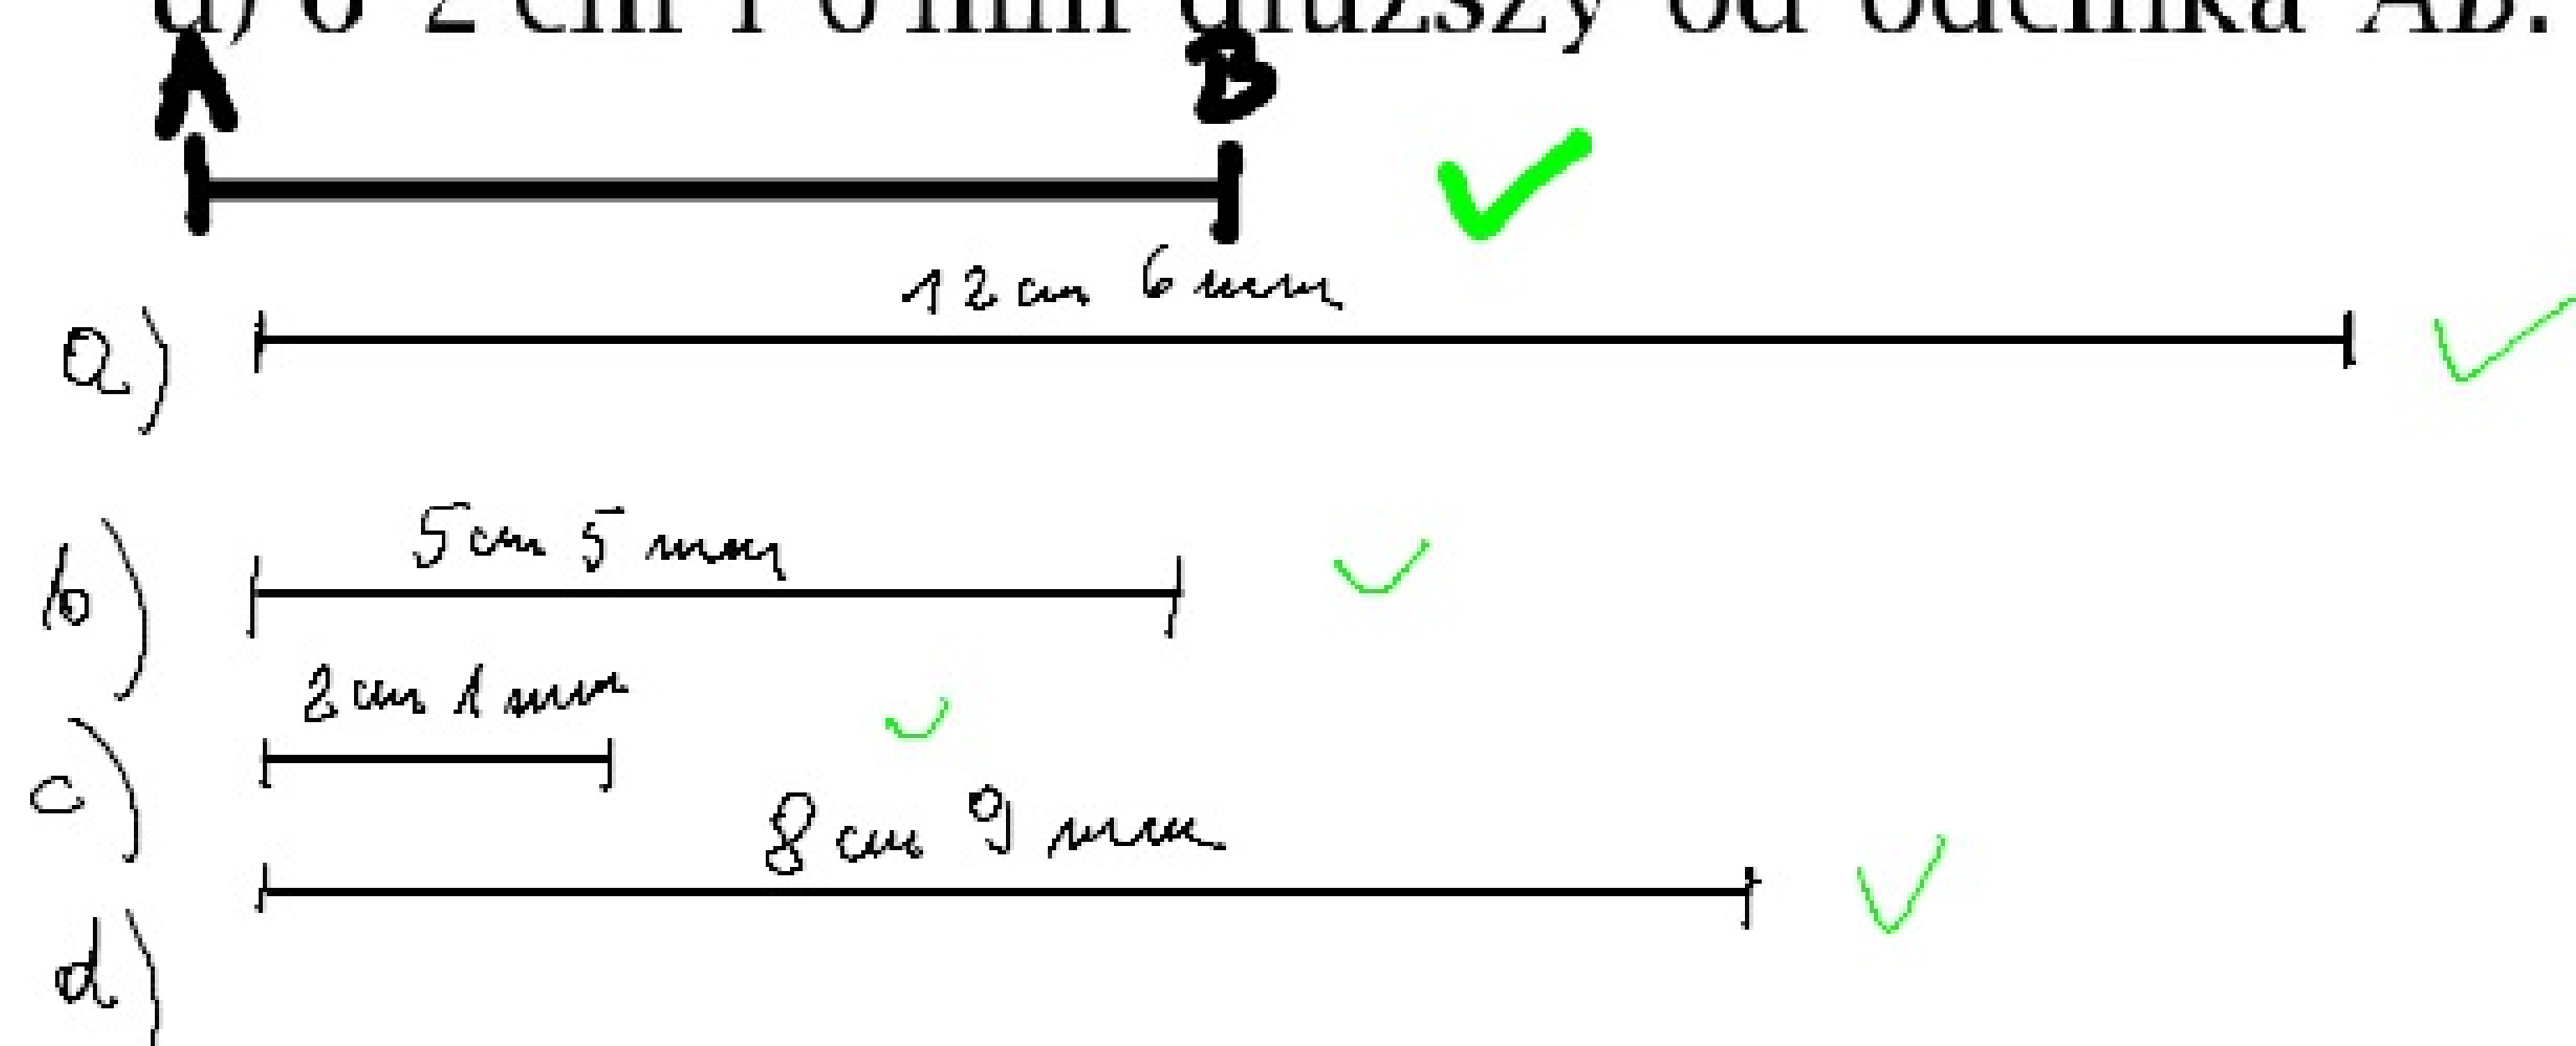 d) o 2 cm i 6 mm dłuższy od odcinka AB.
A B
12 cm 6 mm
a)
5 cm 5 mm
b)
2 cm 1 mm
c)
8 cm 9 mm
d)